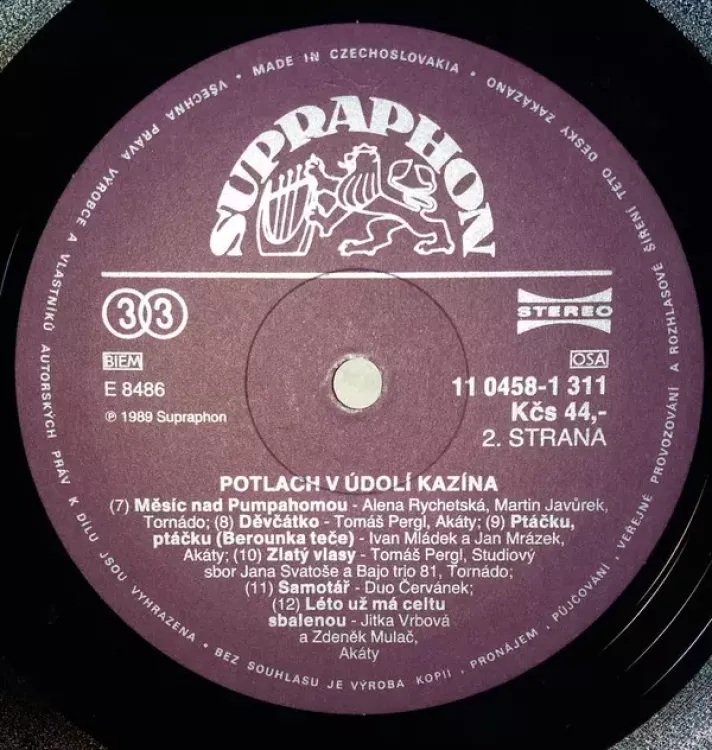 VŠECHNA PRÁVA VÝROBCE A VLASTNÍKŮ AUTORSKÝCH PRÁV K DÍLU JSOU VYHRAZENA • BEZ SOUHLASU JE VÝROBA KOPIÍ, PRONÁJEM, PŮJČOVÁNÍ, VEŘEJNÉ PROVOZOVÁNÍ A ROZHLASOVÉ ŠÍŘENÍ TÉTO DESKY ZAKÁZÁNO • MADE IN CZECHOSLOVAKIA •
SUPRAPHON
33
STEREO
BIEM
OSA
E 8486
11 0458-1 311
℗ 1989 Supraphon
Kčs 44,-
2. STRANA
POTLACH V ÚDOLÍ KAZÍNA
(7) Měsíc nad Pumpahomou - Alena Rychetská, Martin Javůrek,
Tornádo; (8) Děvčátko - Tomáš Pergl, Akáty; (9) Ptáčku,
ptáčku (Berounka teče) - Ivan Mládek a Jan Mrázek,
Akáty; (10) Zlatý vlasy - Tomáš Pergl, Studiový
sbor Jana Svatoše a Bajo trio 81, Tornádo;
(11) Samotář - Duo Červánek;
(12) Léto už má celtu
sbalenou - Jitka Vrbová
a Zdeněk Mulač,
Akáty